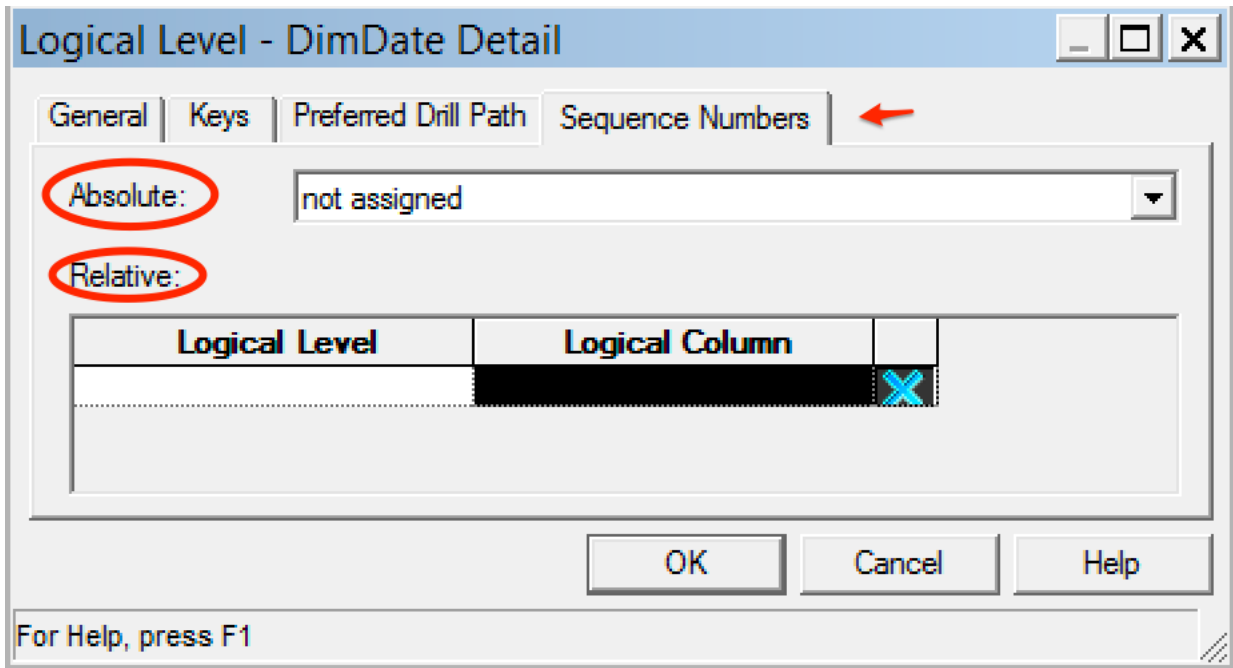 Logical Level - DimDate Detail
General Keys Preferred Drill Path Sequence Numbers
Absolute: not assigned
Relative:
Logical Level Logical Column
OK Cancel Help
For Help, press F1